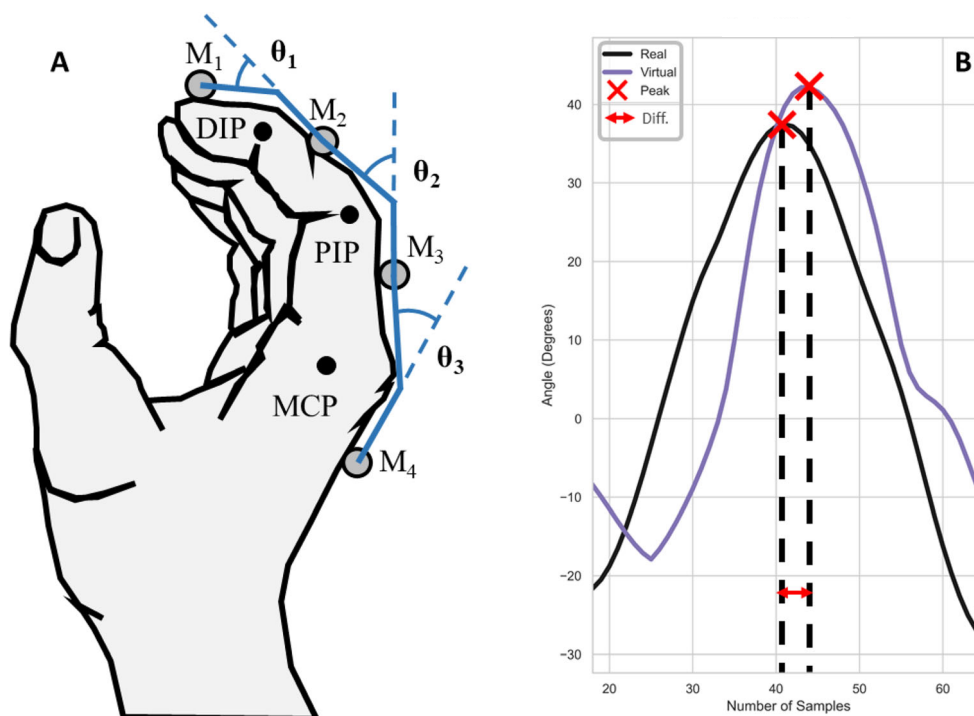 A
M1
θ1
DIP
M2
θ2
PIP
M3
θ3
MCP
M4
B
Real
Virtual
Peak
Diff.
Angle (Degrees)
40
30
20
10
0
−10
−20
−30
20
30
40
50
60
Number of Samples